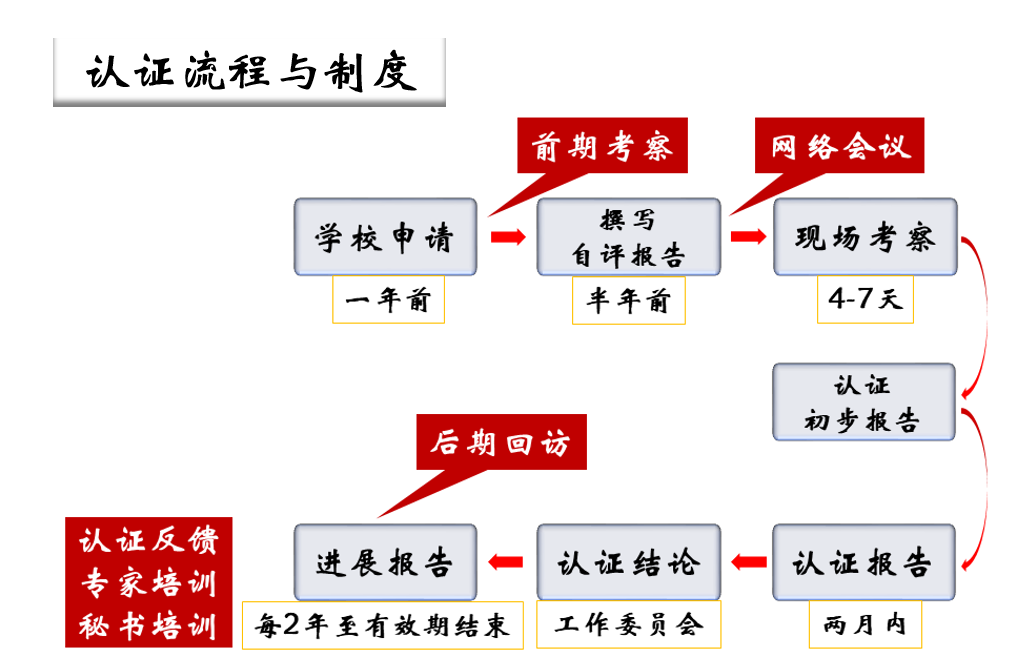 认证流程与制度
前期考察
网络会议
学校申请
撰写
自评报告
现场考察
一年前
半年前
4-7天
认证
初步报告
后期回访
认证反馈
专家培训
秘书培训
进展报告
认证结论
认证报告
每2年至有效期结束
工作委员会
两月内